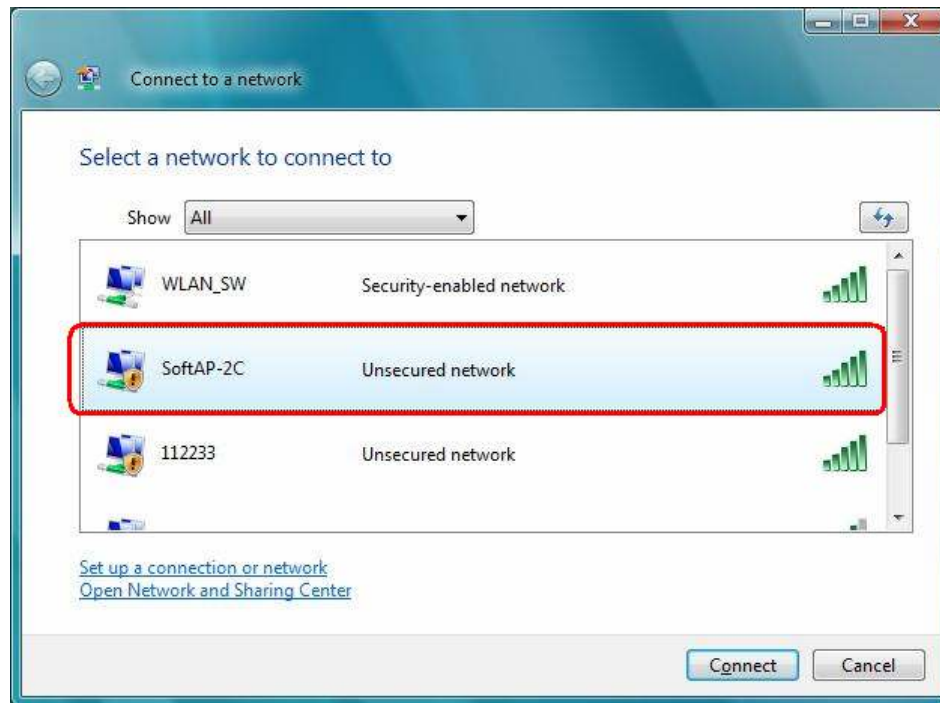 Connect to a network
Select a network to connect to
Show All
WLAN_SW Security-enabled network
SoftAP-2C Unsecured network
112233 Unsecured network
Set up a connection or network
Open Network and Sharing Center
Connect Cancel